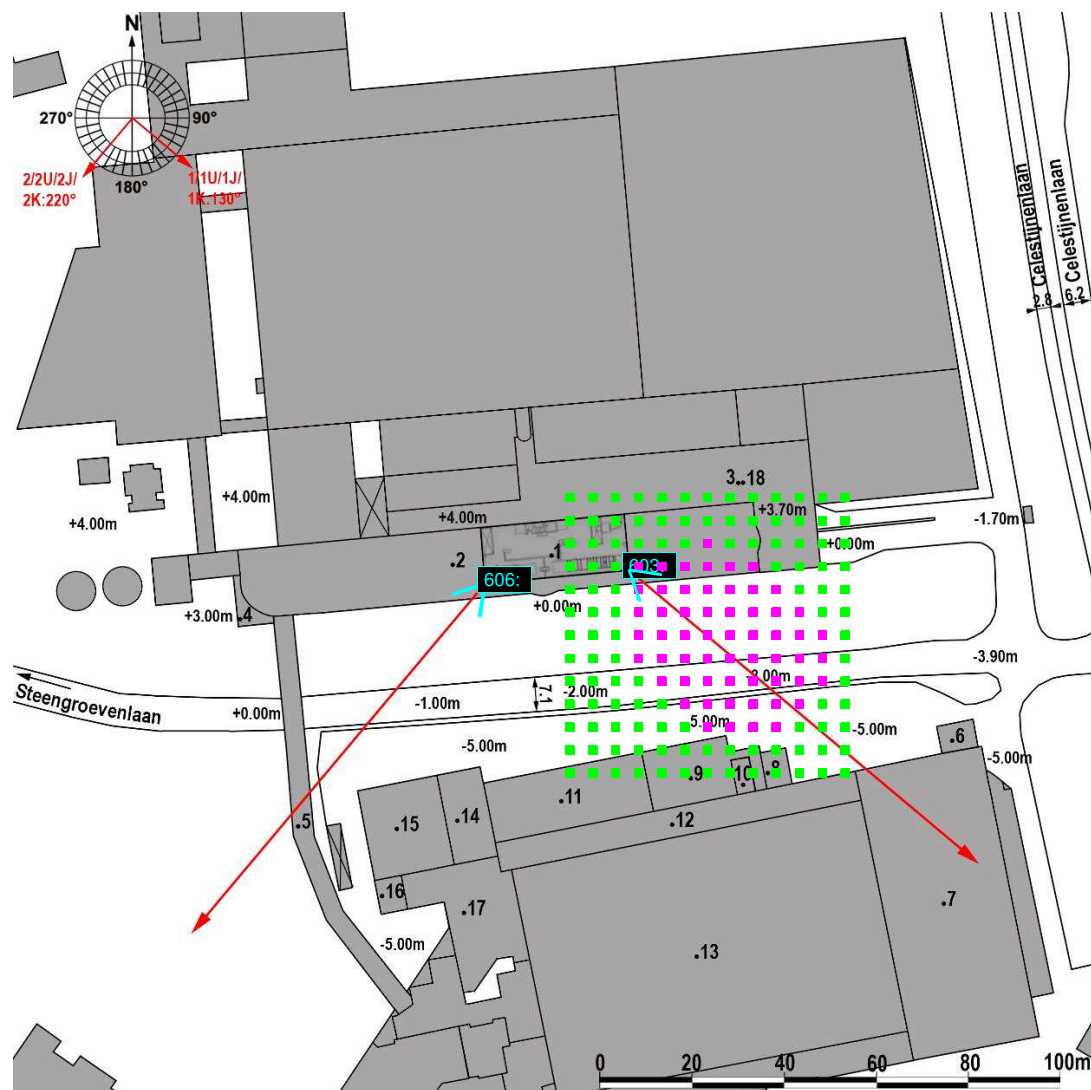 N
270°
90°
180°
2/2U/2J/
2K:220°
1/1U/1J/
1K:130°
Celestijnenlaan
Celestijnenlaan
2.8
6.2
3..18
+4.00m
+4.00m
+4.00m
+3.70m
-1.70m
+0.00m
.2
.1
603:
606:
+0.00m
+3.00m
.4
-3.90m
-3.00m
Steengroevenlaan
+0.00m
-1.00m
7.1
-2.00m
-5.00m
-5.00m
-5.00m
-5.00m
.6
.5
.15
.14
.11
.9
.10
.8
.12
.16
.17
.7
.13
-5.00m
0 20 40 60 80 100m